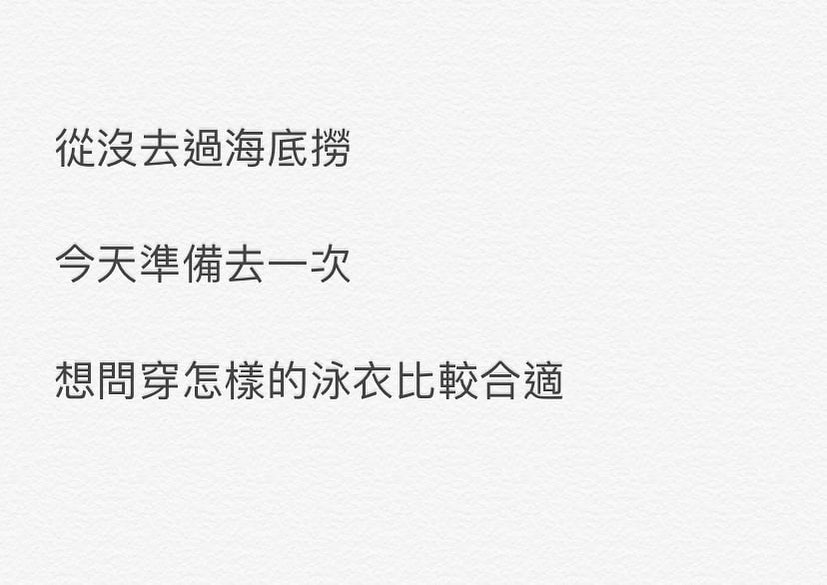 從沒去過海底撈
今天準備去一次
想問穿怎樣的泳衣比較合適